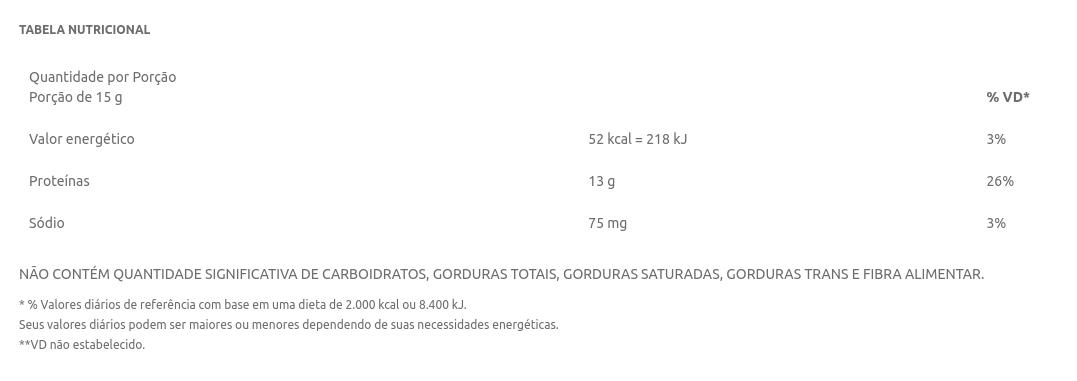 TABELA NUTRICIONAL
Quantidade por Porção
Porção de 15 g % VD*
Valor energético 52 kcal = 218 kJ 3%
Proteínas 13 g 26%
Sódio 75 mg 3%
NÃO CONTÉM QUANTIDADE SIGNIFICATIVA DE CARBOIDRATOS, GORDURAS TOTAIS, GORDURAS SATURADAS, GORDURAS TRANS E FIBRA ALIMENTAR.
* % Valores diários de referência com base em uma dieta de 2.000 kcal ou 8.400 kJ.
Seus valores diários podem ser maiores ou menores dependendo de suas necessidades energéticas.
**VD não estabelecido.